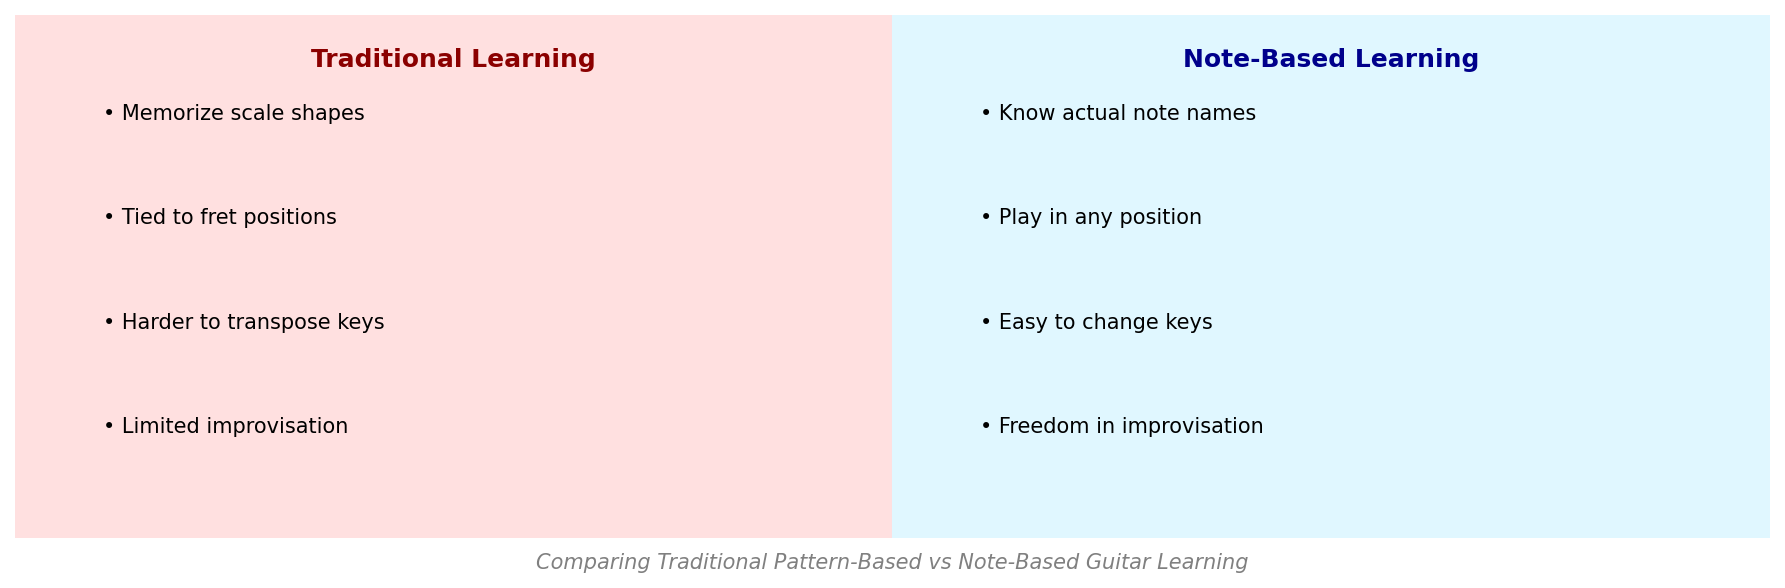 Traditional Learning
• Memorize scale shapes
• Tied to fret positions
• Harder to transpose keys
• Limited improvisation
Note-Based Learning
• Know actual note names
• Play in any position
• Easy to change keys
• Freedom in improvisation
Comparing Traditional Pattern-Based vs Note-Based Guitar Learning